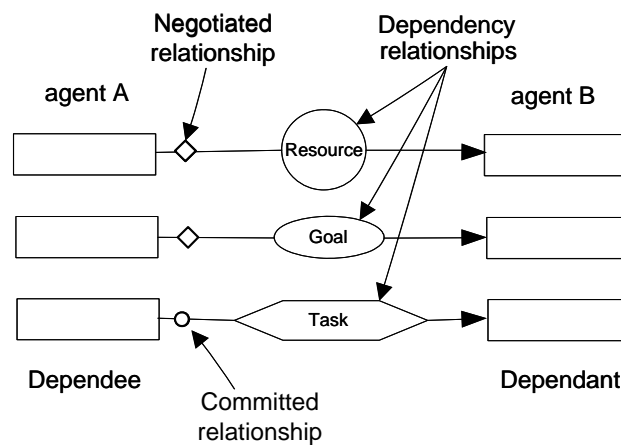 Negotiated
relationship
Dependency
relationships
agent A
agent B
Resource
Goal
Task
Dependee
Dependant
Committed
relationship